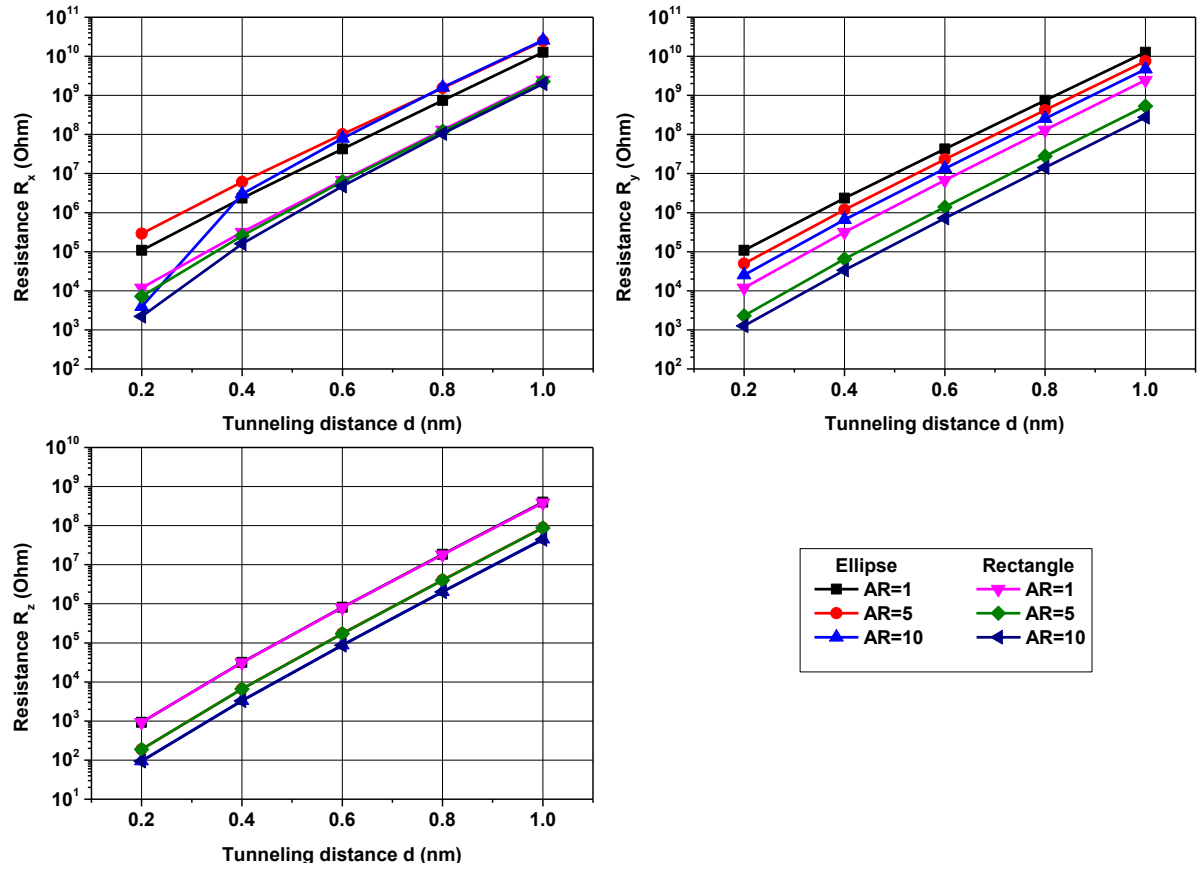 10^11
10^10
10^9
10^8
10^7
10^6
10^5
10^4
10^3
10^2
Resistance R_x (Ohm)
0.2 0.4 0.6 0.8 1.0
Tunneling distance d (nm)
10^11
10^10
10^9
10^8
10^7
10^6
10^5
10^4
10^3
10^2
Resistance R_y (Ohm)
0.2 0.4 0.6 0.8 1.0
Tunneling distance d (nm)
10^10
10^9
10^8
10^7
10^6
10^5
10^4
10^3
10^2
10^1
Resistance R_z (Ohm)
0.2 0.4 0.6 0.8 1.0
Tunneling distance d (nm)
Ellipse Rectangle
AR=1 AR=1
AR=5 AR=5
AR=10 AR=10